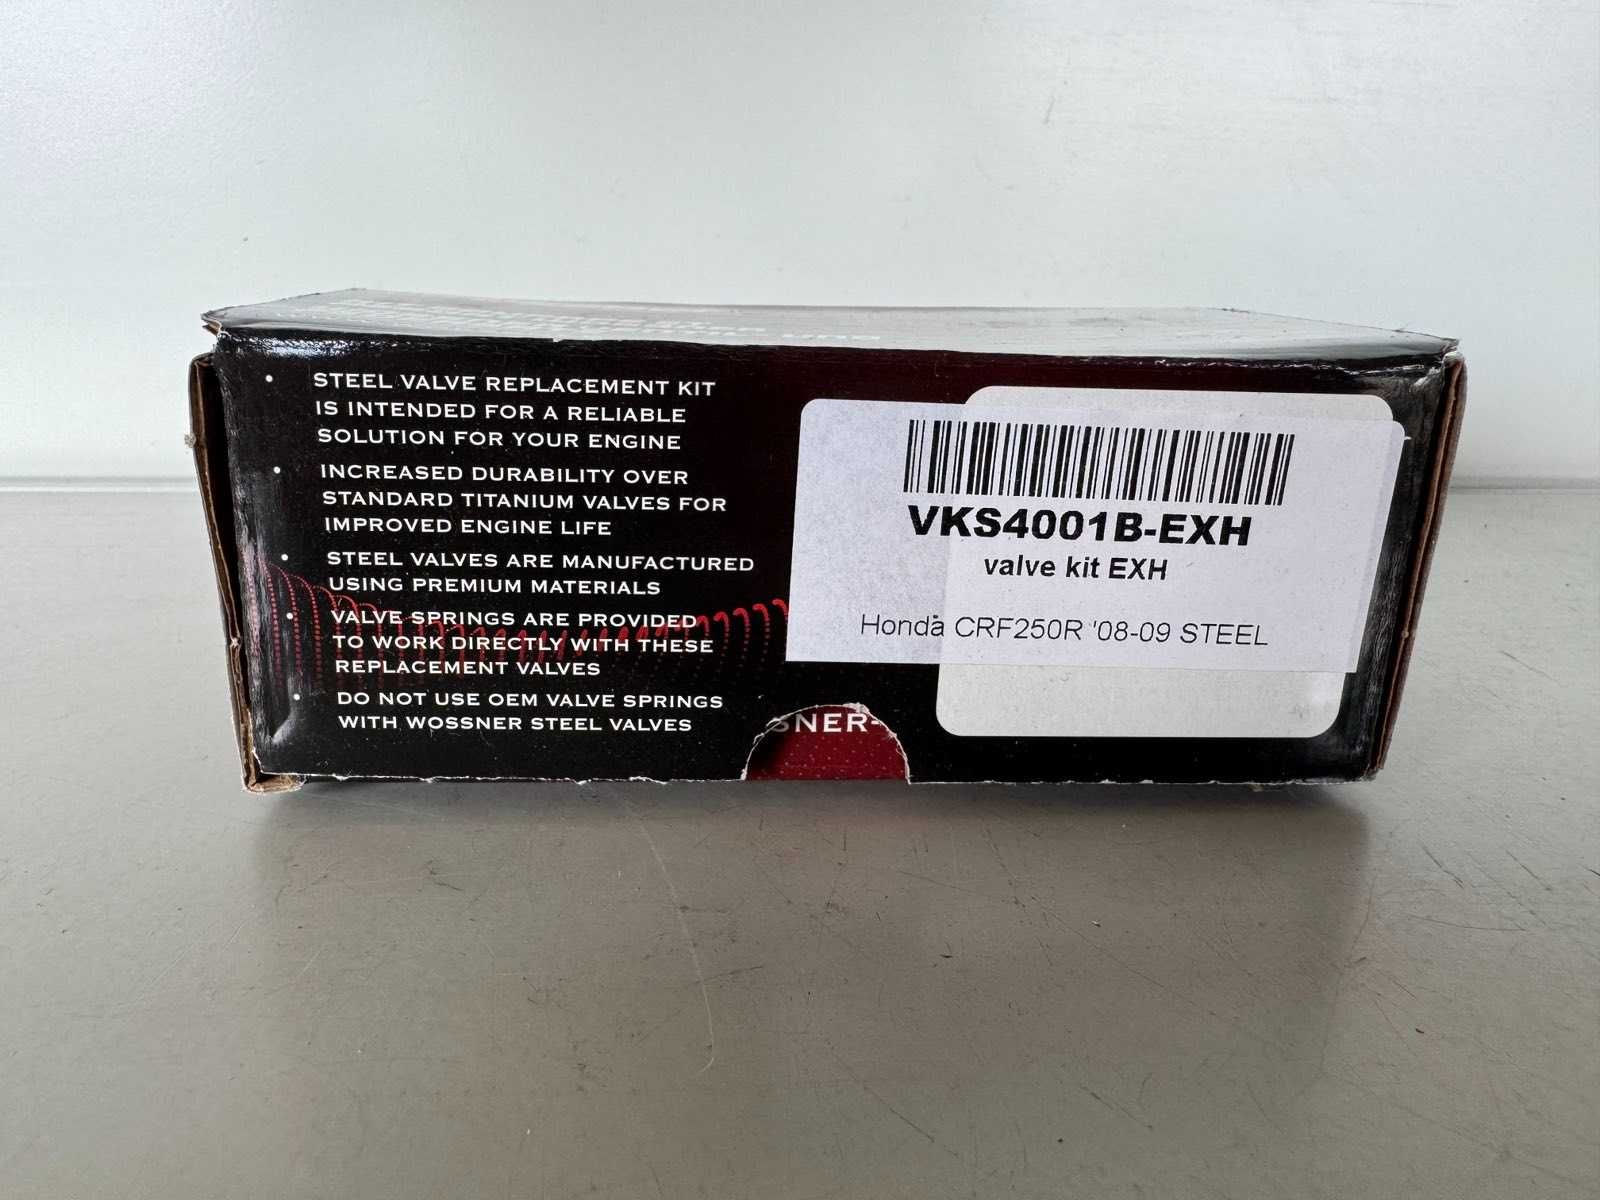 • STEEL VALVE REPLACEMENT KIT
IS INTENDED FOR A RELIABLE
SOLUTION FOR YOUR ENGINE
• INCREASED DURABILITY OVER
STANDARD TITANIUM VALVES FOR
IMPROVED ENGINE LIFE
• STEEL VALVES ARE MANUFACTURED
USING PREMIUM MATERIALS
• VALVE SPRINGS ARE PROVIDED
TO WORK DIRECTLY WITH THESE
REPLACEMENT VALVES
• DO NOT USE OEM VALVE SPRINGS
WITH WOSSNER STEEL VALVES
SNER-
VKS4001B-EXH
valve kit EXH
Honda CRF250R '08-09 STEEL